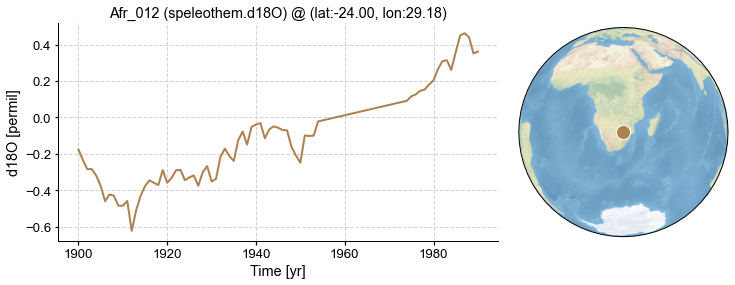 Afr_012 (speleothem.d18O) @ (lat:-24.00, lon:29.18)
d18O [permil]
0.4
0.2
0.0
−0.2
−0.4
−0.6
1900 1920 1940 1960 1980
Time [yr]